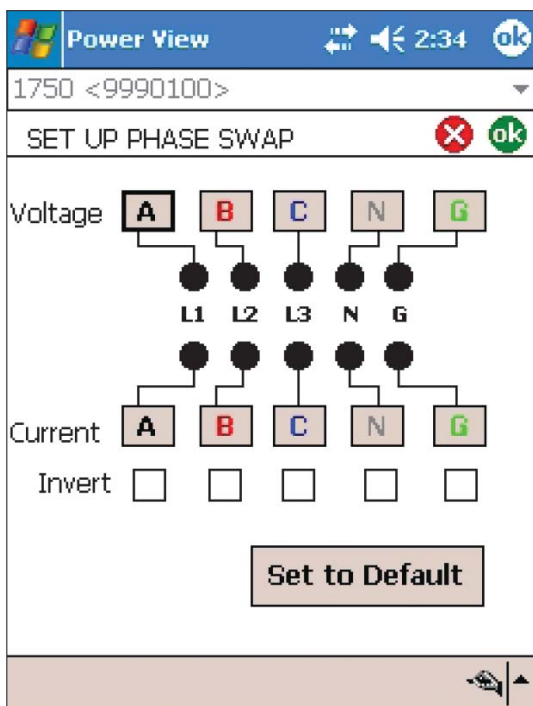 Power View 2:34 ok
1750 <9990100>
SET UP PHASE SWAP ok
Voltage A B C N G
L1 L2 L3 N G
Current A B C N G
Invert
Set to Default